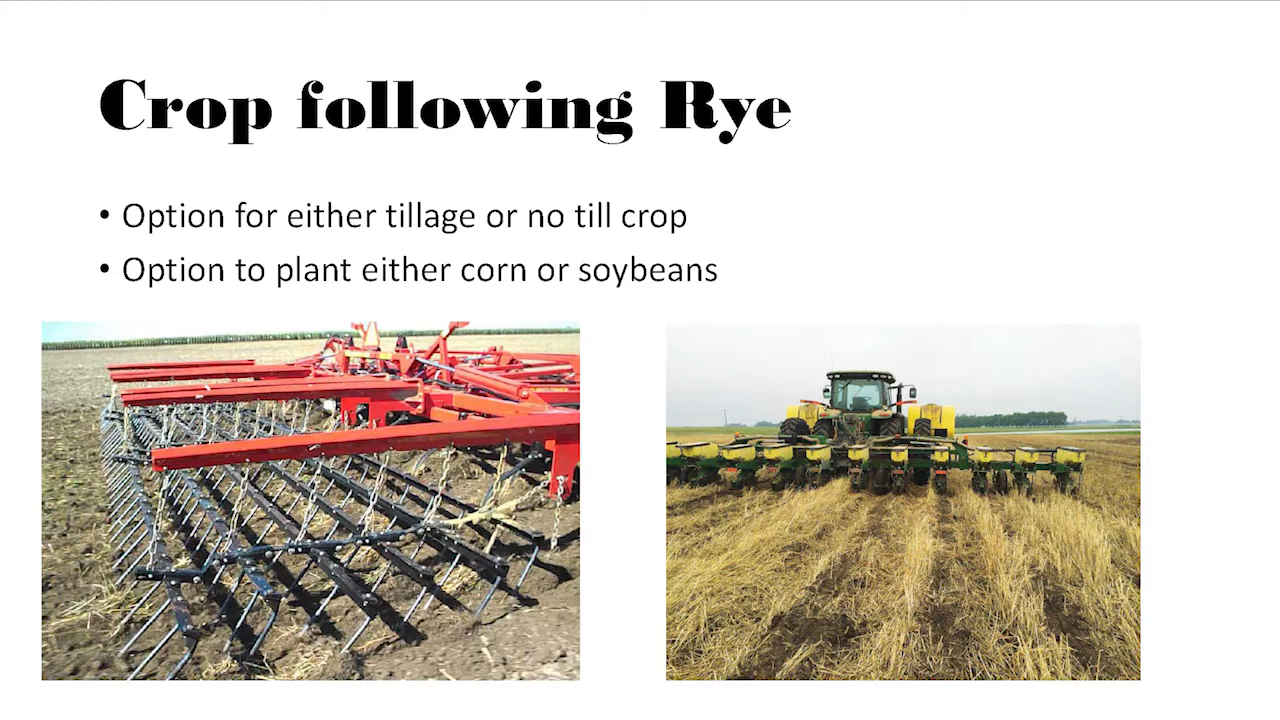 Crop following Rye
• Option for either tillage or no till crop
• Option to plant either corn or soybeans